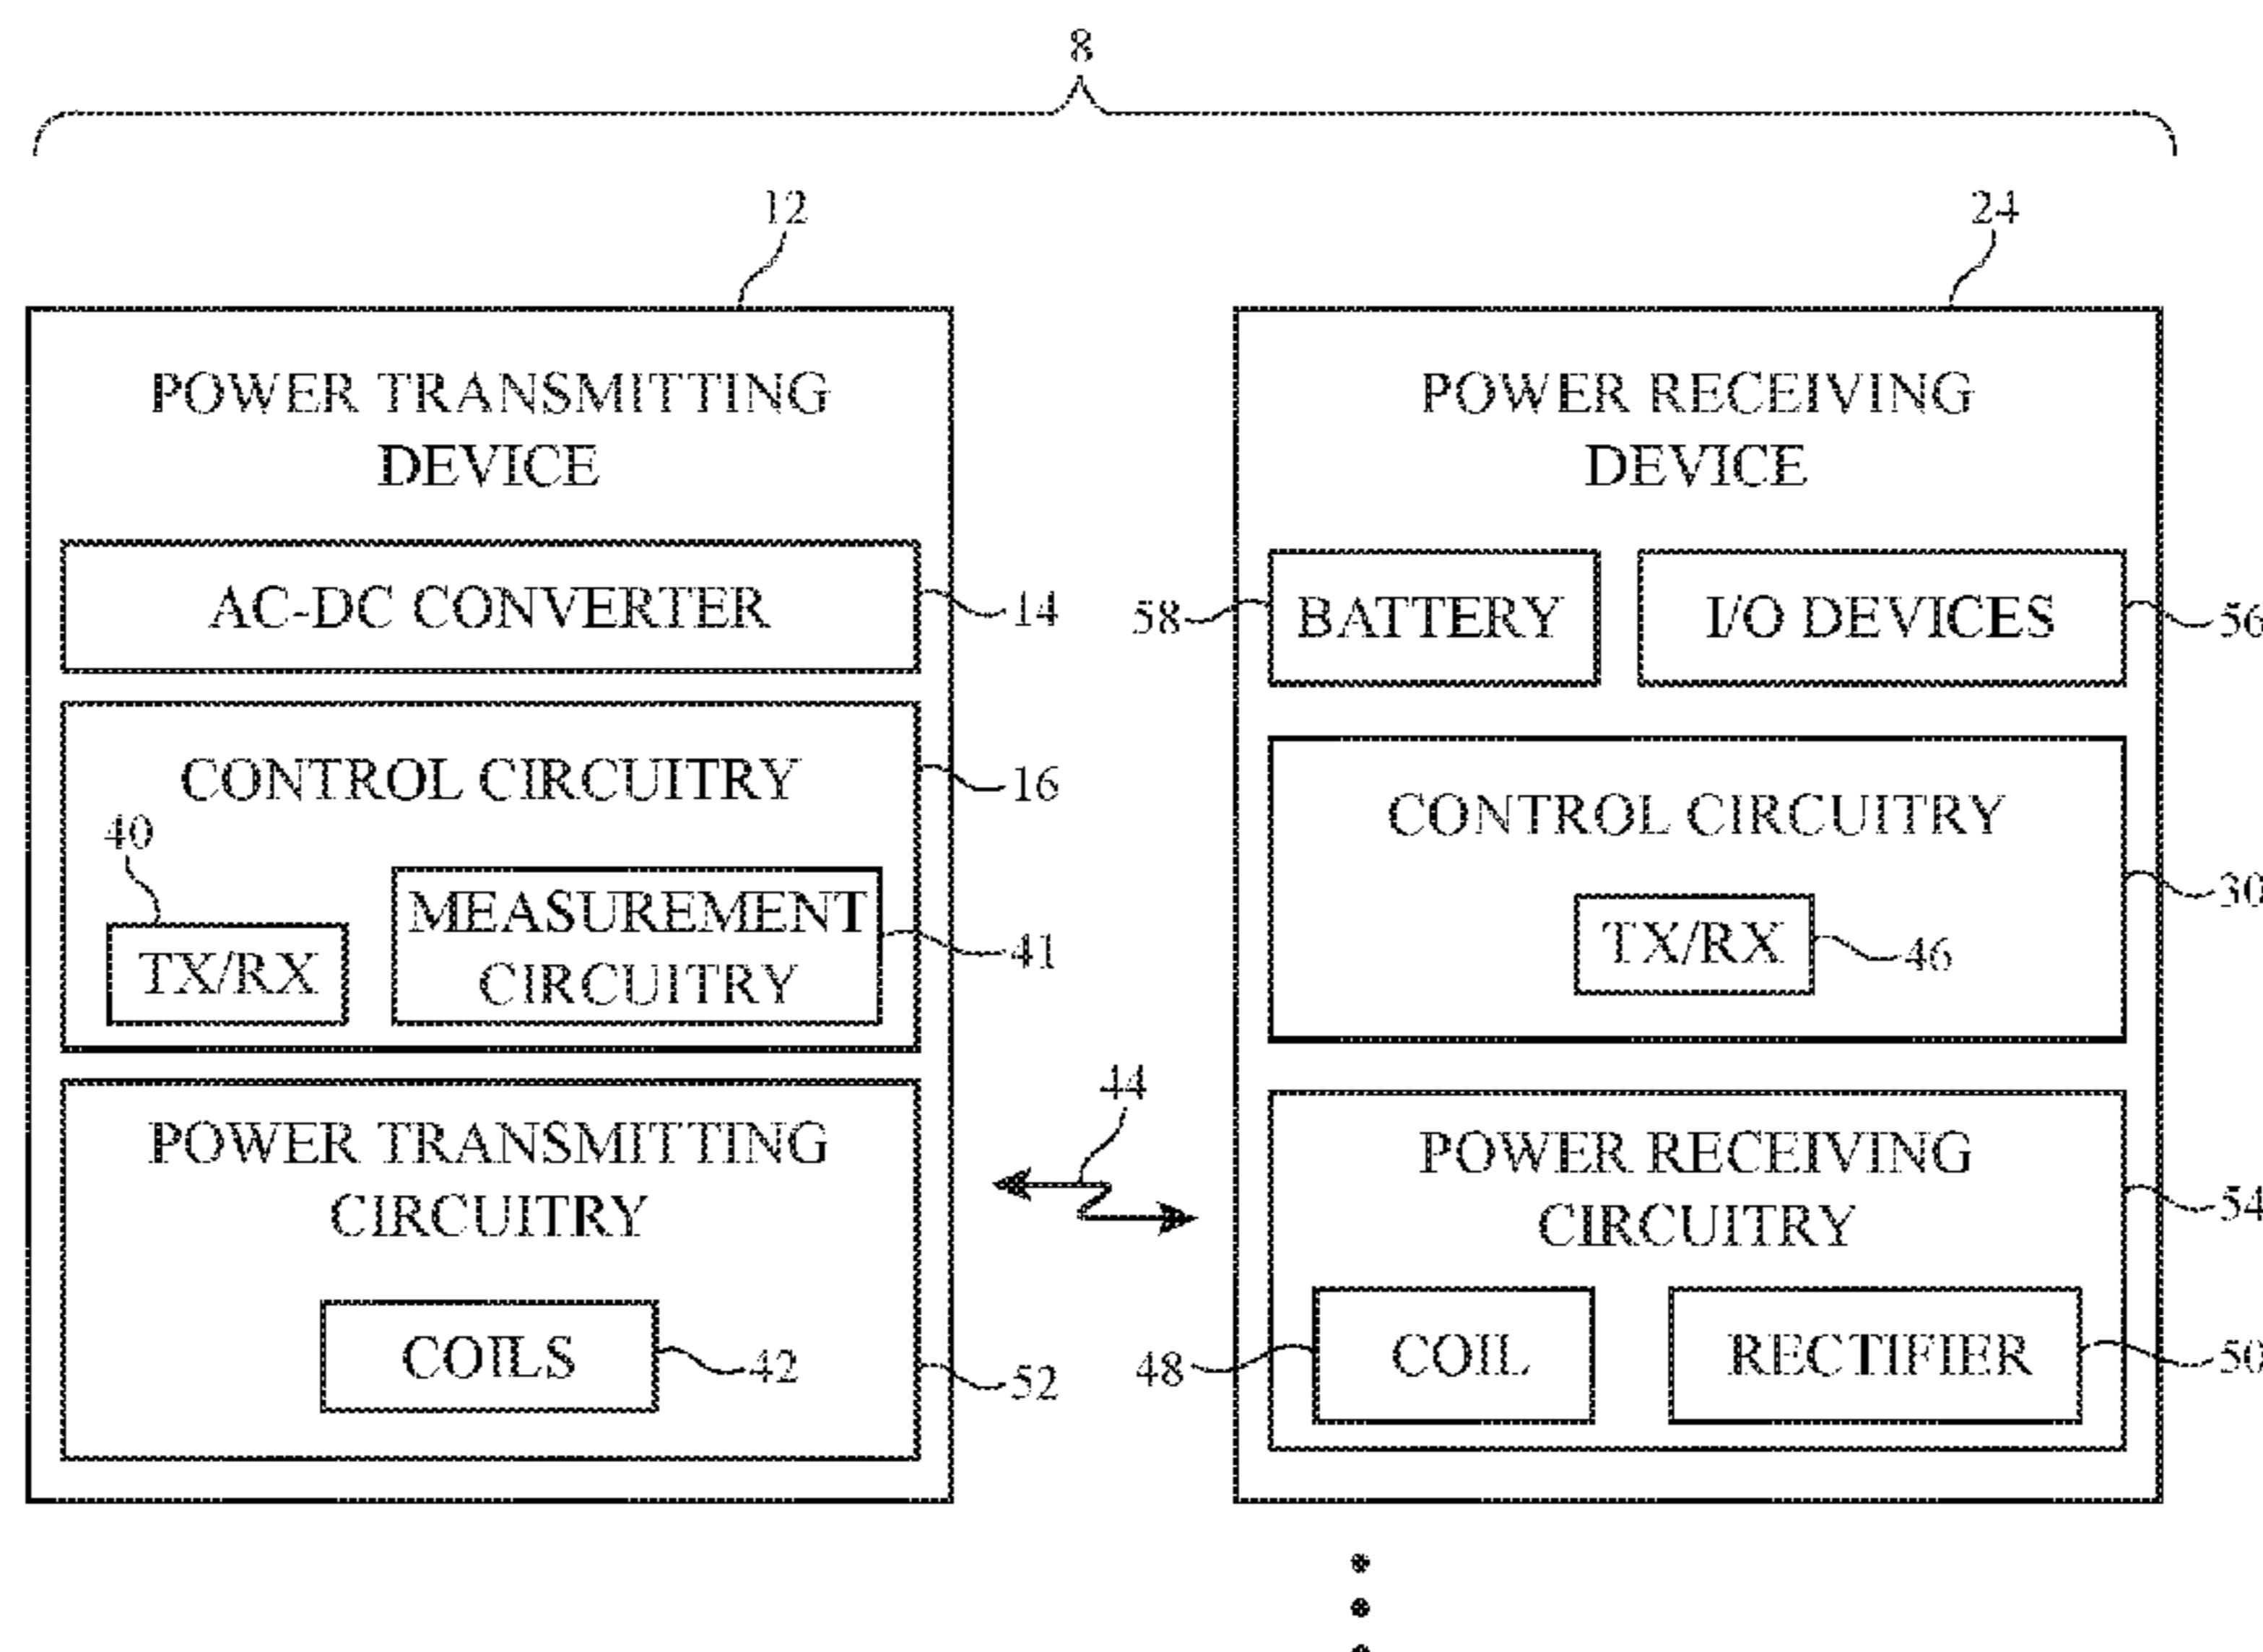 8
12
24
POWER TRANSMITTING
DEVICE
AC-DC CONVERTER
14
CONTROL CIRCUITRY
16
40
TX/RX
MEASUREMENT
CIRCUITRY
41
POWER TRANSMITTING
CIRCUITRY
COILS
42
52
44
POWER RECEIVING
DEVICE
58
BATTERY
I/O DEVICES
56
CONTROL CIRCUITRY
30
TX/RX
46
POWER RECEIVING
CIRCUITRY
54
48
COIL
RECTIFIER
50